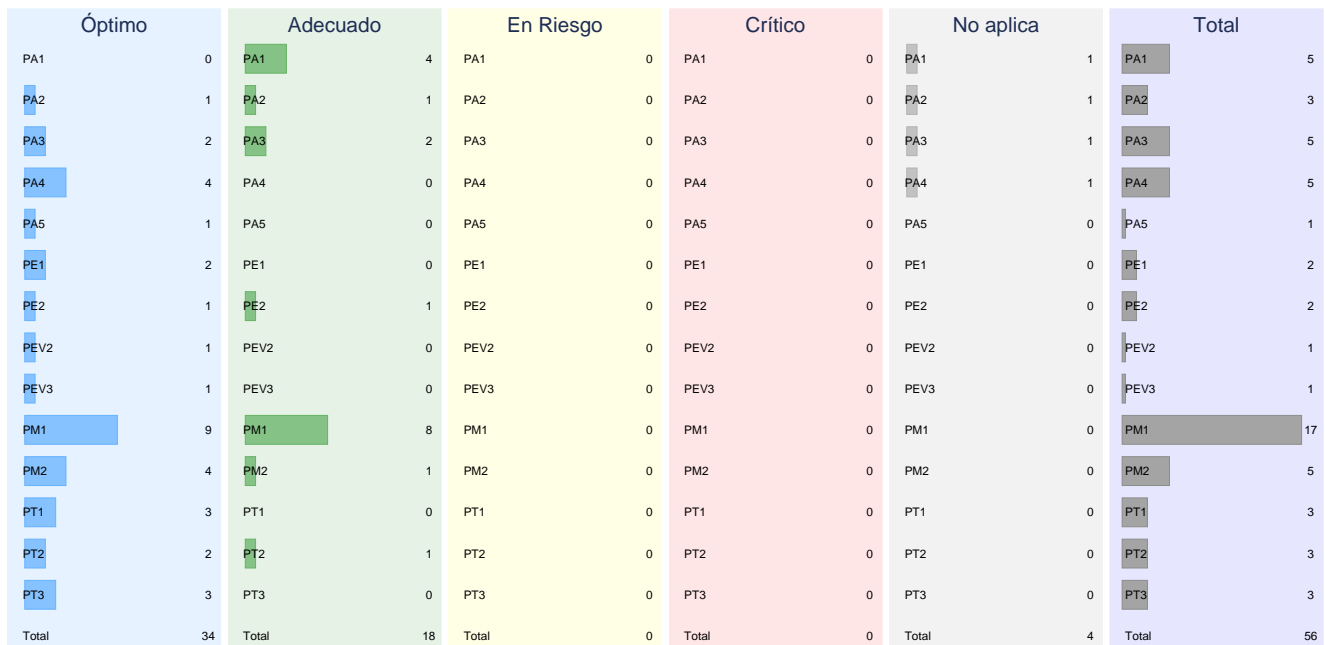 Óptimo Adecuado En Riesgo Crítico No aplica Total
PA1 0 PA1 4 PA1 0 PA1 0 PA1 1 PA1 5
PA2 1 PA2 1 PA2 0 PA2 0 PA2 1 PA2 3
PA3 2 PA3 2 PA3 0 PA3 0 PA3 1 PA3 5
PA4 4 PA4 0 PA4 0 PA4 0 PA4 1 PA4 5
PA5 1 PA5 0 PA5 0 PA5 0 PA5 0 PA5 1
PE1 2 PE1 0 PE1 0 PE1 0 PE1 0 PE1 2
PE2 1 PE2 1 PE2 0 PE2 0 PE2 0 PE2 2
PEV2 1 PEV2 0 PEV2 0 PEV2 0 PEV2 0 PEV2 1
PEV3 1 PEV3 0 PEV3 0 PEV3 0 PEV3 0 PEV3 1
PM1 9 PM1 8 PM1 0 PM1 0 PM1 0 PM1 17
PM2 4 PM2 1 PM2 0 PM2 0 PM2 0 PM2 5
PT1 3 PT1 0 PT1 0 PT1 0 PT1 0 PT1 3
PT2 2 PT2 1 PT2 0 PT2 0 PT2 0 PT2 3
PT3 3 PT3 0 PT3 0 PT3 0 PT3 0 PT3 3
Total 34 Total 18 Total 0 Total 0 Total 4 Total 56